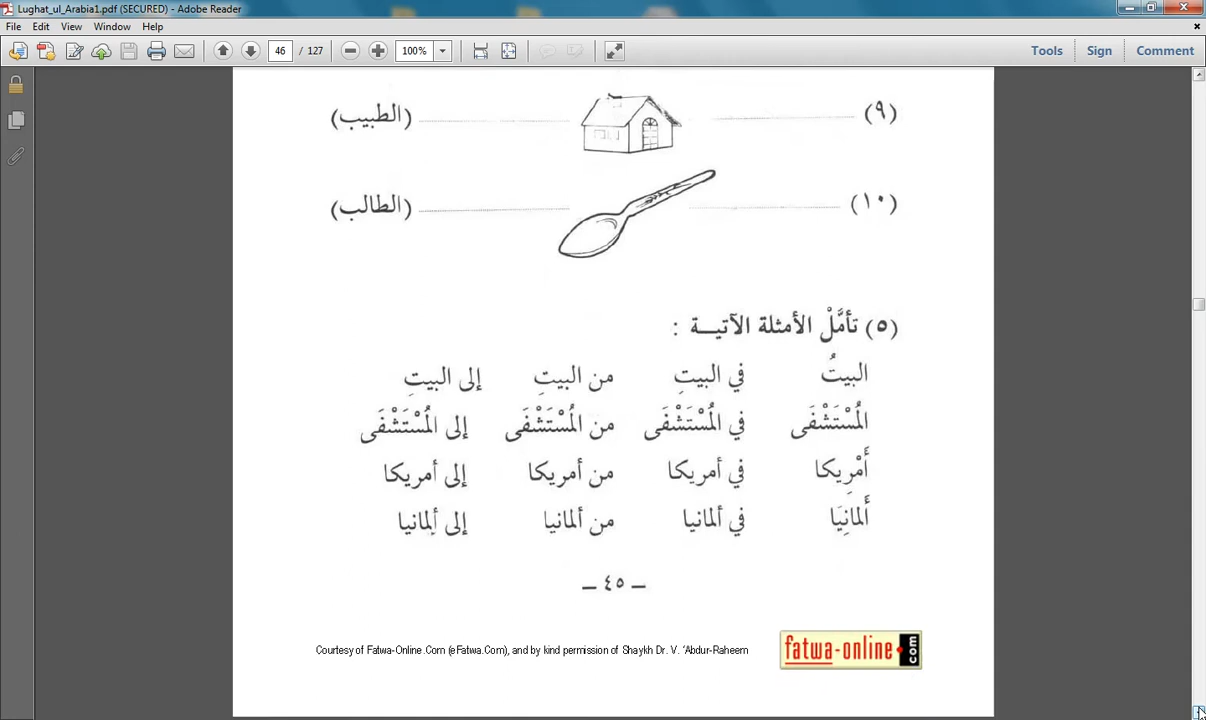 Lughat_ul_Arabia1.pdf (SECURED) - Adobe Reader
File Edit View Window Help
46 / 127 100% Tools Sign Comment
(٩) (الطبيب)
(١٠) (الطالب)
(٥) تأمَّلْ الأمثلة الآتيـــة :
البيتُ في البيتِ من البيتِ إلى البيتِ
المُسْتَشْفَى في المُسْتَشْفَى من المُسْتَشْفَى إلى المُسْتَشْفَى
أَمْرِيكا في أمريكا من أمريكا إلى أمريكا
أَلمانِيَا في ألمانيا من ألمانيا إلى ألمانيا
– ٤٥ –
Courtesy of Fatwa-Online.Com (eFatwa.Com), and by kind permission of Shaykh Dr. V. ‘Abdur-Raheem
fatwa-online.com